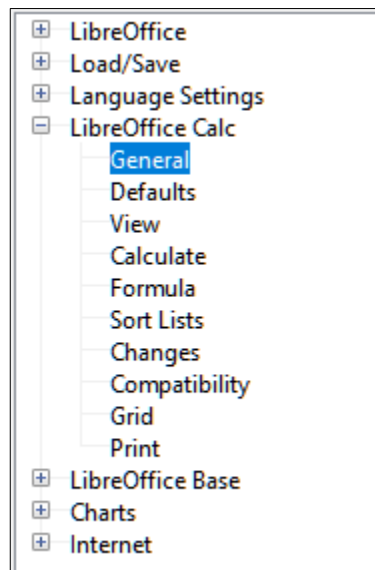 LibreOffice
Load/Save
Language Settings
LibreOffice Calc
General
Defaults
View
Calculate
Formula
Sort Lists
Changes
Compatibility
Grid
Print
LibreOffice Base
Charts
Internet